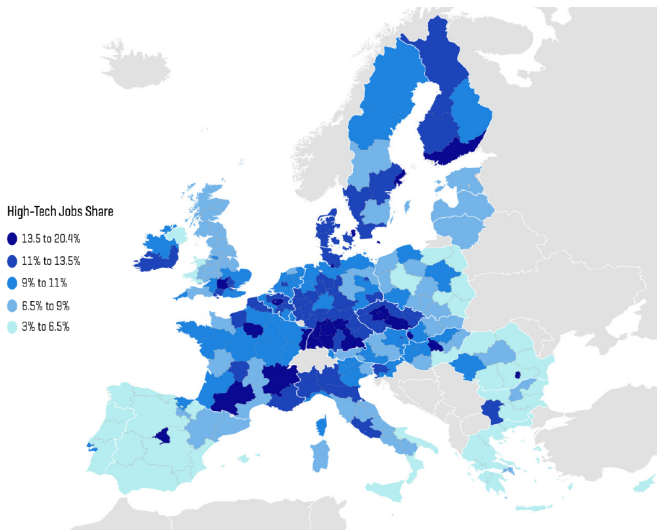 High-Tech Jobs Share
13.5 to 20.4%
11% to 13.5%
9% to 11%
6.5% to 9%
3% to 6.5%